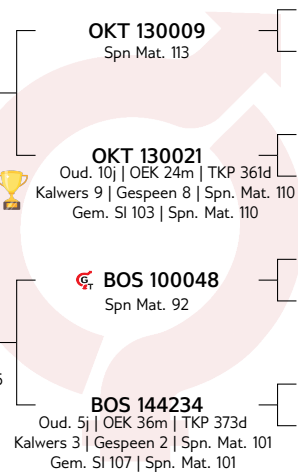 OKT 130009
Spn Mat. 113
OKT 130021
Oud. 10j | OEK 24m | TKP 361d
Kalwers 9 | Gespeen 8 | Spn. Mat. 110
Gem. SI 103 | Spn. Mat. 110
GT BOS 100048
Spn Mat. 92
BOS 144234
Oud. 5j | OEK 36m | TKP 373d
Kalwers 3 | Gespeen 2 | Spn. Mat. 101
Gem. SI 107 | Spn. Mat. 101